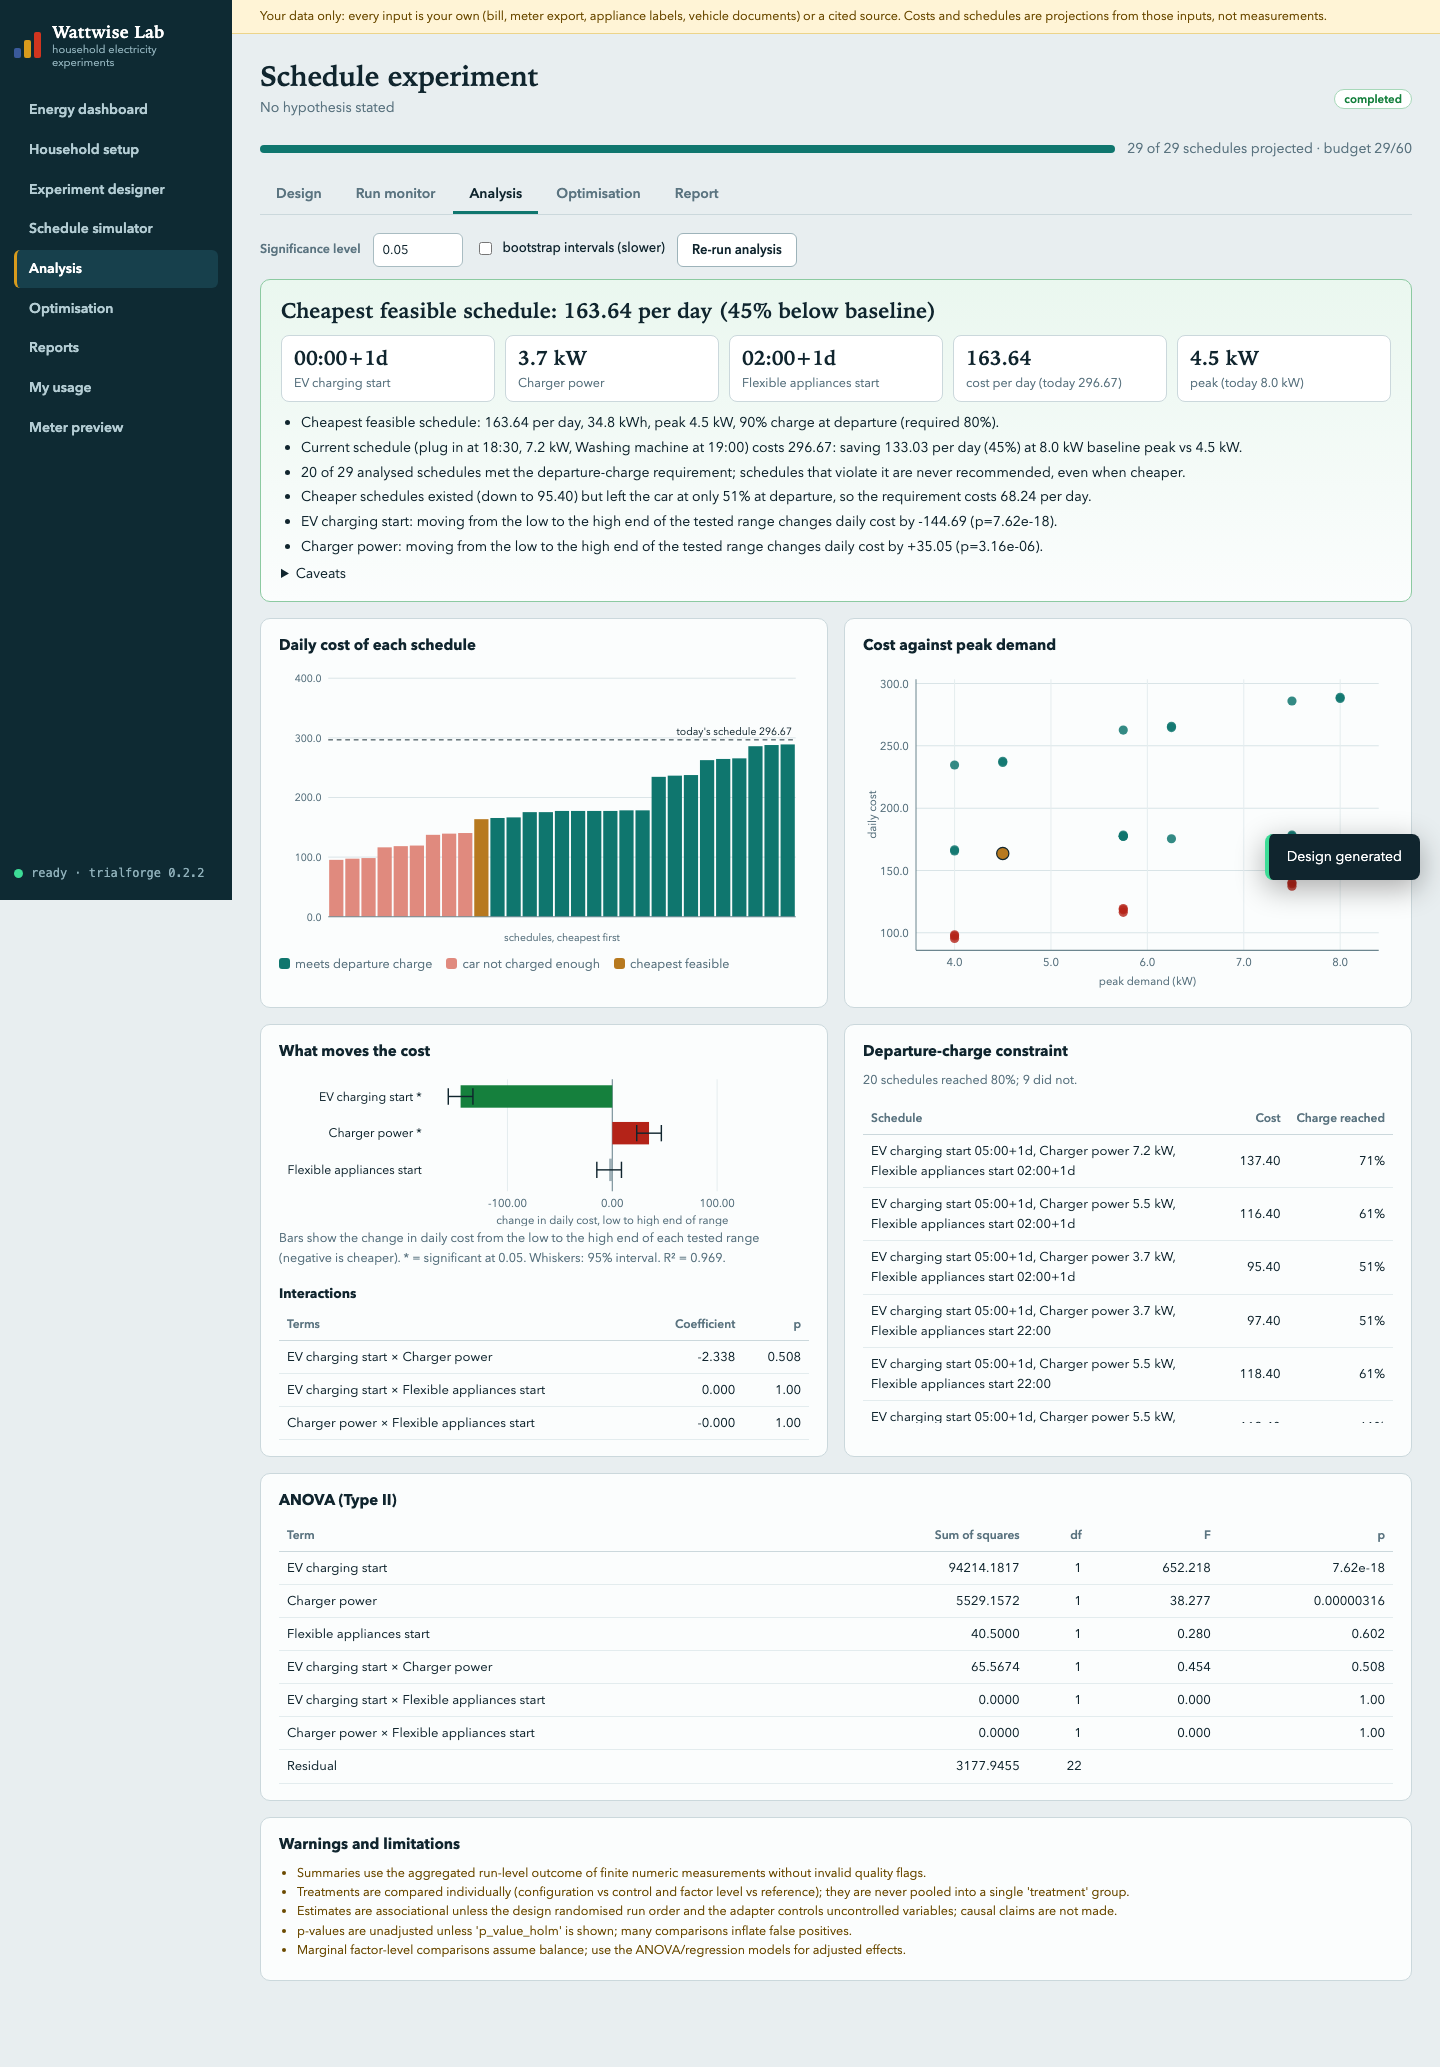 Wattwise Lab
household electricity
experiments
Energy dashboard
Household setup
Experiment designer
Schedule simulator
Analysis
Optimisation
Reports
My usage
Meter preview
ready · trialforge 0.2.2
Your data only: every input is your own (bill, meter export, appliance labels, vehicle documents) or a cited source. Costs and schedules are projections from those inputs, not measurements.
Schedule experiment
No hypothesis stated
completed
29 of 29 schedules projected · budget 29/60
Design Run monitor Analysis Optimisation Report
Significance level 0.05 bootstrap intervals (slower) Re-run analysis
Cheapest feasible schedule: 163.64 per day (45% below baseline)
00:00+1d 3.7 kW 02:00+1d 163.64 4.5 kW
EV charging start Charger power Flexible appliances start cost per day (today 296.67) peak (today 8.0 kW)
• Cheapest feasible schedule: 163.64 per day, 34.8 kWh, peak 4.5 kW, 90% charge at departure (required 80%).
• Current schedule (plug in at 18:30, 7.2 kW, Washing machine at 19:00) costs 296.67: saving 133.03 per day (45%) at 8.0 kW baseline peak vs 4.5 kW.
• 20 of 29 analysed schedules met the departure-charge requirement; schedules that violate it are never recommended, even when cheaper.
• Cheaper schedules existed (down to 95.40) but left the car at only 51% at departure, so the requirement costs 68.24 per day.
• EV charging start: moving from the low to the high end of the tested range changes daily cost by -144.69 (p=7.62e-18).
• Charger power: moving from the low to the high end of the tested range changes daily cost by +35.05 (p=3.16e-06).
Caveats
Daily cost of each schedule
400.0
300.0
200.0
100.0
0.0
today's schedule 296.67
schedules, cheapest first
meets departure charge car not charged enough cheapest feasible
Cost against peak demand
300.0
250.0
200.0
150.0
100.0
daily cost
4.0 5.0 6.0 7.0 8.0
peak demand (kW)
Design generated
What moves the cost
EV charging start *
Charger power *
Flexible appliances start
-100.00 0.00 100.00
change in daily cost, low to high end of range
Bars show the change in daily cost from the low to the high end of each tested range
(negative is cheaper). * = significant at 0.05. Whiskers: 95% interval. R² = 0.969.
Interactions
Terms Coefficient p
EV charging start × Charger power -2.338 0.508
EV charging start × Flexible appliances start 0.000 1.00
Charger power × Flexible appliances start -0.000 1.00
Departure-charge constraint
20 schedules reached 80%; 9 did not.
Schedule Cost Charge reached
EV charging start 05:00+1d, Charger power 7.2 kW,
Flexible appliances start 02:00+1d 137.40 71%
EV charging start 05:00+1d, Charger power 5.5 kW,
Flexible appliances start 02:00+1d 116.40 61%
EV charging start 05:00+1d, Charger power 3.7 kW,
Flexible appliances start 02:00+1d 95.40 51%
EV charging start 05:00+1d, Charger power 3.7 kW,
Flexible appliances start 22:00 97.40 51%
EV charging start 05:00+1d, Charger power 5.5 kW,
Flexible appliances start 22:00 118.40 61%
EV charging start 05:00+1d, Charger power 5.5 kW,
ANOVA (Type II)
Term Sum of squares df F p
EV charging start 94214.1817 1 652.218 7.62e-18
Charger power 5529.1572 1 38.277 0.00000316
Flexible appliances start 40.5000 1 0.280 0.602
EV charging start × Charger power 65.5674 1 0.454 0.508
EV charging start × Flexible appliances start 0.0000 1 0.000 1.00
Charger power × Flexible appliances start 0.0000 1 0.000 1.00
Residual 3177.9455 22
Warnings and limitations
• Summaries use the aggregated run-level outcome of finite numeric measurements without invalid quality flags.
• Treatments are compared individually (configuration vs control and factor level vs reference); they are never pooled into a single 'treatment' group.
• Estimates are associational unless the design randomised run order and the adapter controls uncontrolled variables; causal claims are not made.
• p-values are unadjusted unless 'p_value_holm' is shown; many comparisons inflate false positives.
• Marginal factor-level comparisons assume balance; use the ANOVA/regression models for adjusted effects.